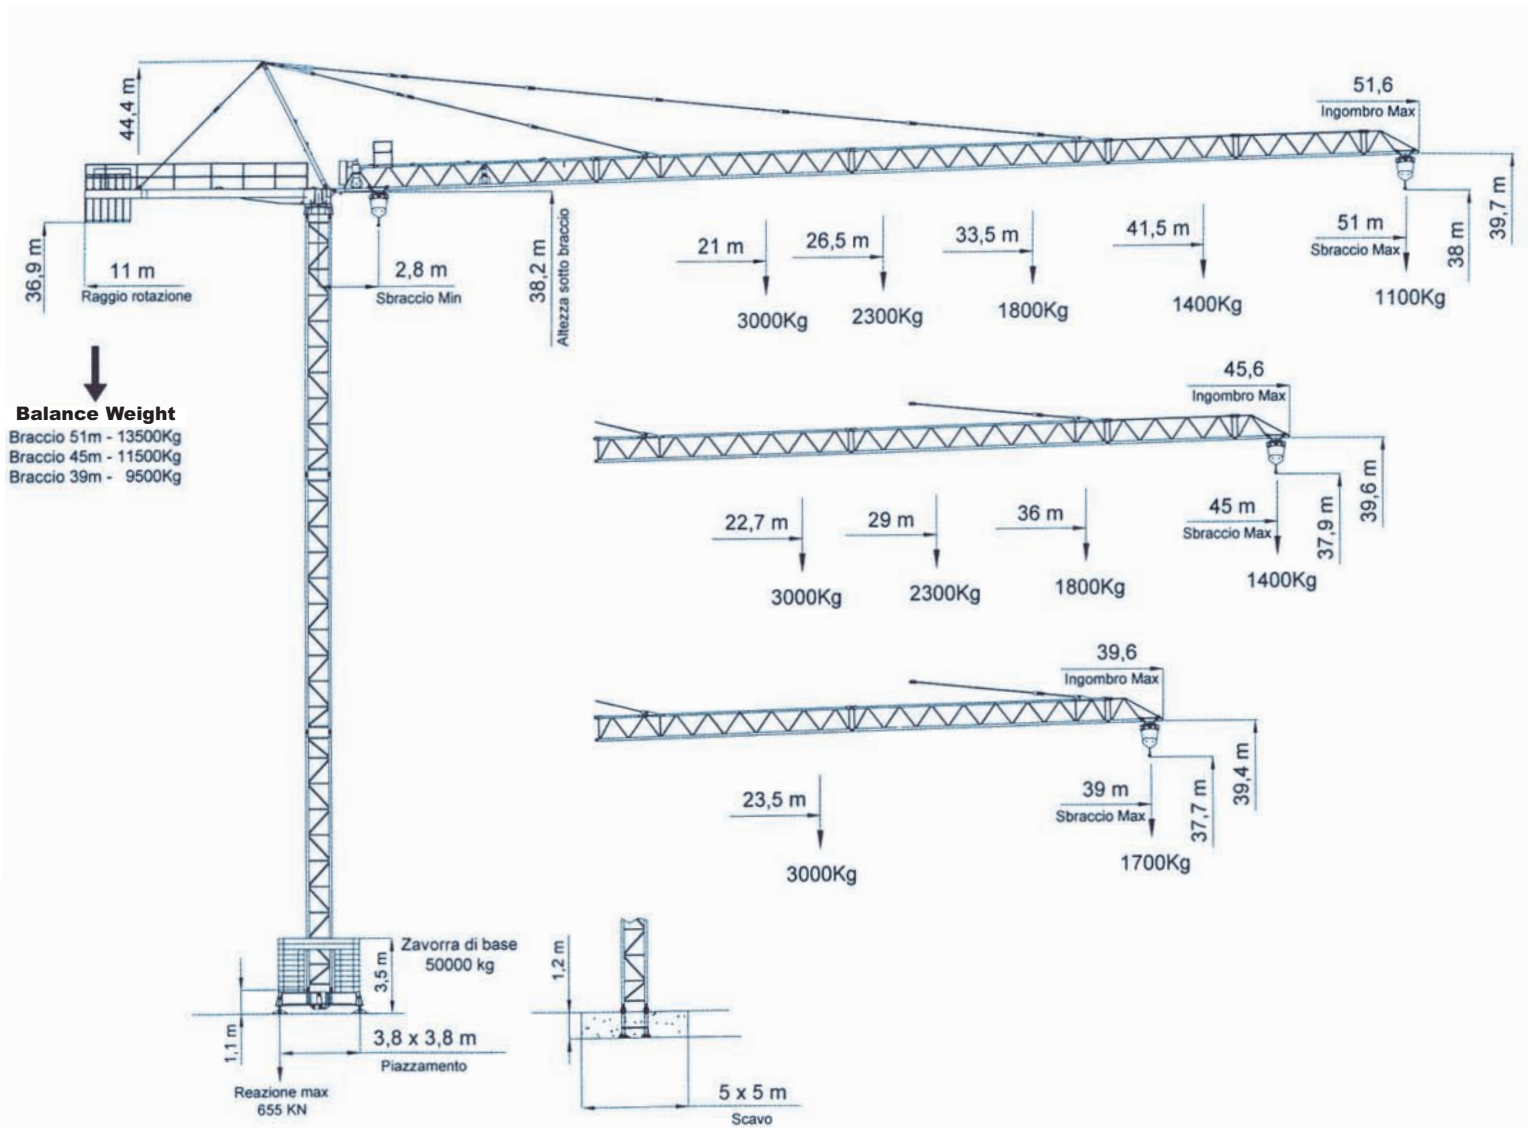 44,4 m
51,6
Ingombro Max
36,9 m
11 m
Raggio rotazione
2,8 m
Sbraccio Min
38,2 m
Altezza sotto braccio
21 m
3000Kg
26,5 m
2300Kg
33,5 m
1800Kg
41,5 m
1400Kg
51 m
Sbraccio Max
1100Kg
38 m
39,7 m
Balance Weight
Braccio 51m - 13500Kg
Braccio 45m - 11500Kg
Braccio 39m - 9500Kg
45,6
Ingombro Max
22,7 m
3000Kg
29 m
2300Kg
36 m
1800Kg
45 m
Sbraccio Max
1400Kg
37,9 m
39,6 m
39,6
Ingombro Max
23,5 m
3000Kg
39 m
Sbraccio Max
1700Kg
37,7 m
39,4 m
Zavorra di base
50000 kg
3,5 m
1,1 m
3,8 x 3,8 m
Piazzamento
Reazione max
655 KN
1,2 m
5 x 5 m
Scavo